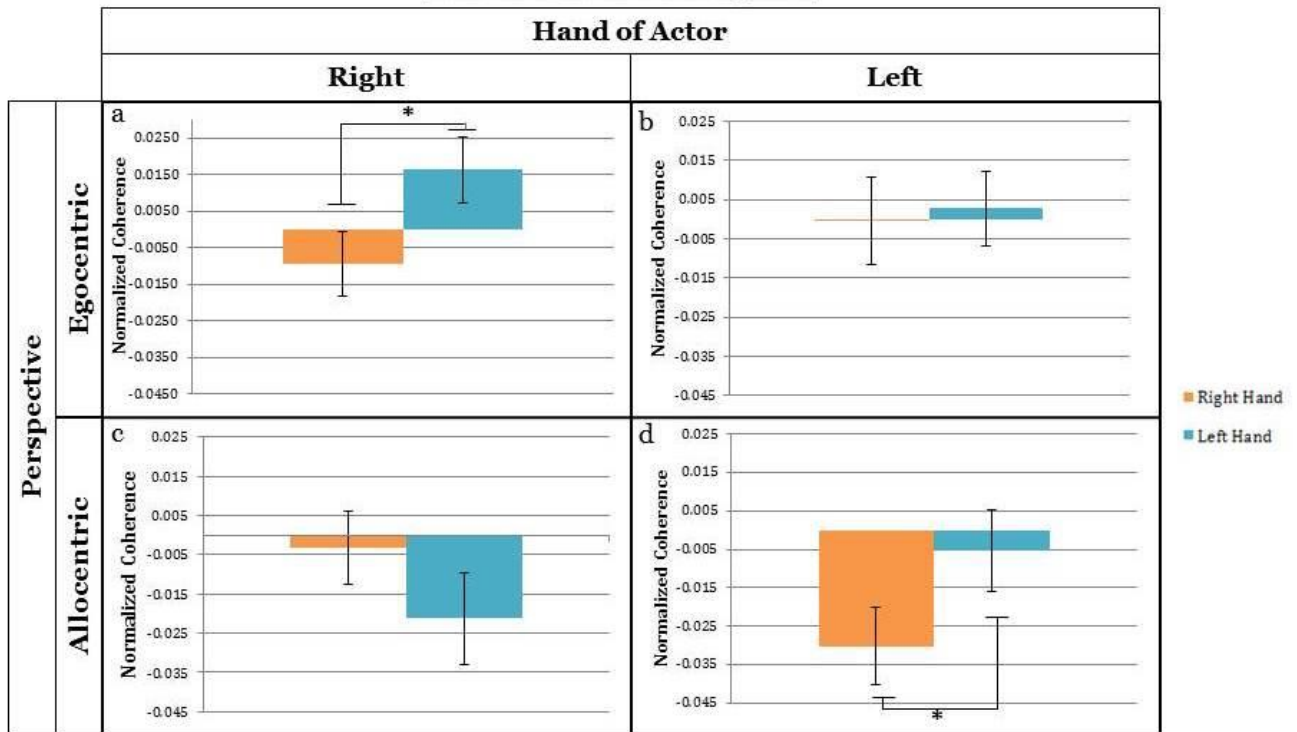 Hand of Actor
Right
Left
Perspective
Egocentric
Allocentric
a
*
Normalized Coherence
0.0250
0.0150
0.0050
-0.0050
-0.0150
-0.0250
-0.0350
-0.0450
b
Normalized Coherence
0.025
0.015
0.005
-0.005
-0.015
-0.025
-0.035
-0.045
c
Normalized Coherence
0.025
0.015
0.005
-0.005
-0.015
-0.025
-0.035
-0.045
d
Normalized Coherence
0.025
0.015
0.005
-0.005
-0.015
-0.025
-0.035
-0.045
*
Right Hand
Left Hand